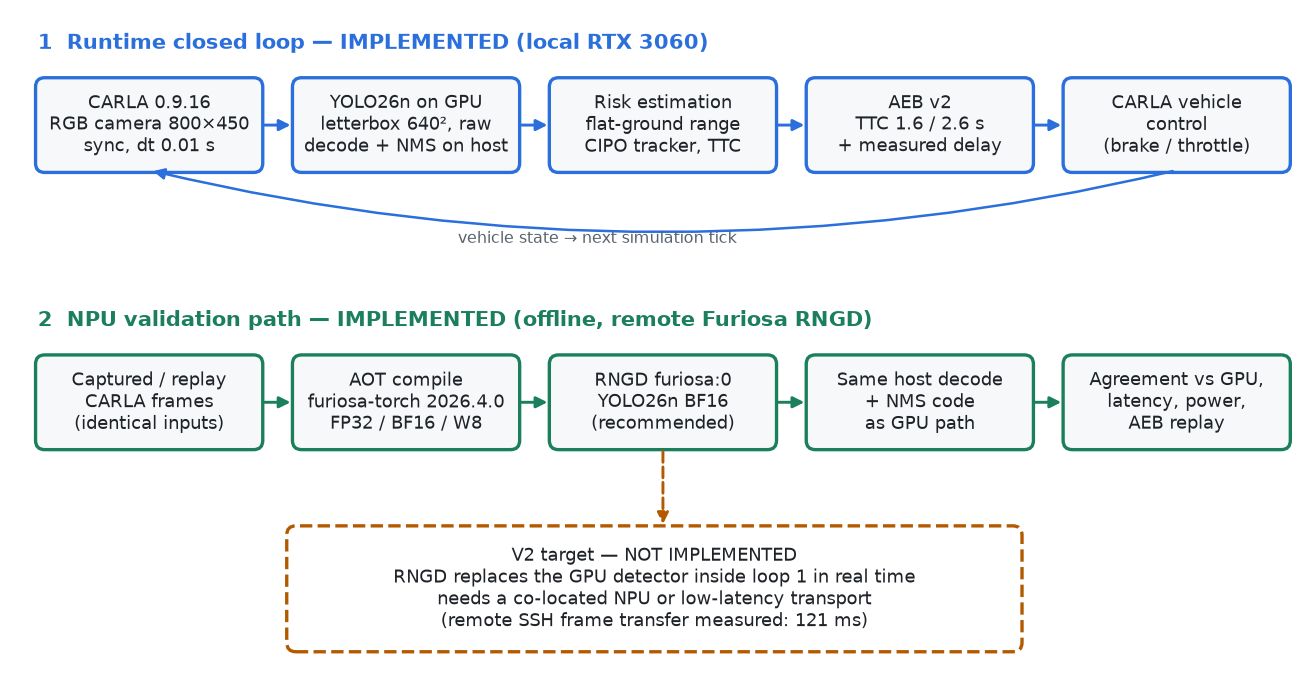 1 Runtime closed loop — IMPLEMENTED (local RTX 3060)
CARLA 0.9.16
RGB camera 800×450
sync, dt 0.01 s
YOLO26n on GPU
letterbox 640², raw
decode + NMS on host
Risk estimation
flat-ground range
CIPO tracker, TTC
AEB v2
TTC 1.6 / 2.6 s
+ measured delay
CARLA vehicle
control
(brake / throttle)
vehicle state → next simulation tick
2 NPU validation path — IMPLEMENTED (offline, remote Furiosa RNGD)
Captured / replay
CARLA frames
(identical inputs)
AOT compile
furiosa-torch 2026.4.0
FP32 / BF16 / W8
RNGD furiosa:0
YOLO26n BF16
(recommended)
Same host decode
+ NMS code
as GPU path
Agreement vs GPU,
latency, power,
AEB replay
V2 target — NOT IMPLEMENTED
RNGD replaces the GPU detector inside loop 1 in real time
needs a co-located NPU or low-latency transport
(remote SSH frame transfer measured: 121 ms)